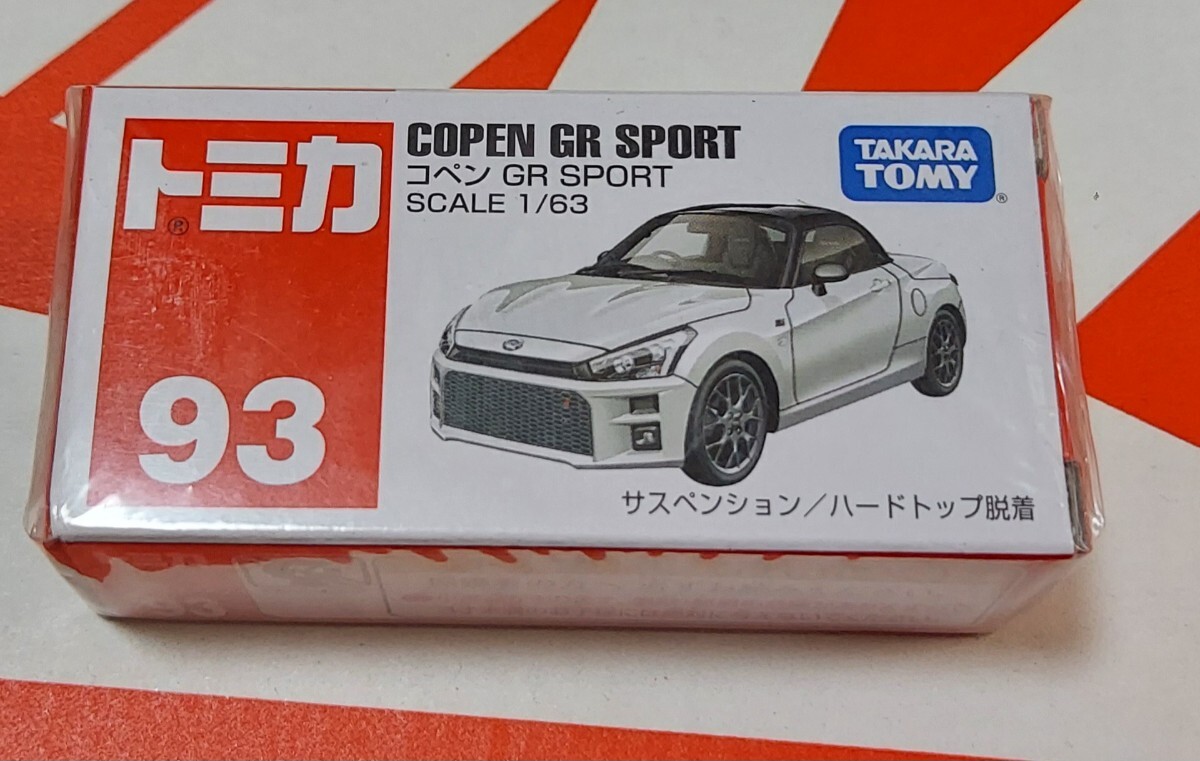 トミカ
®
93
COPEN GR SPORT
コペン GR SPORT
SCALE 1/63
TAKARA
TOMY
®
サスペンション／ハードトップ脱着
93